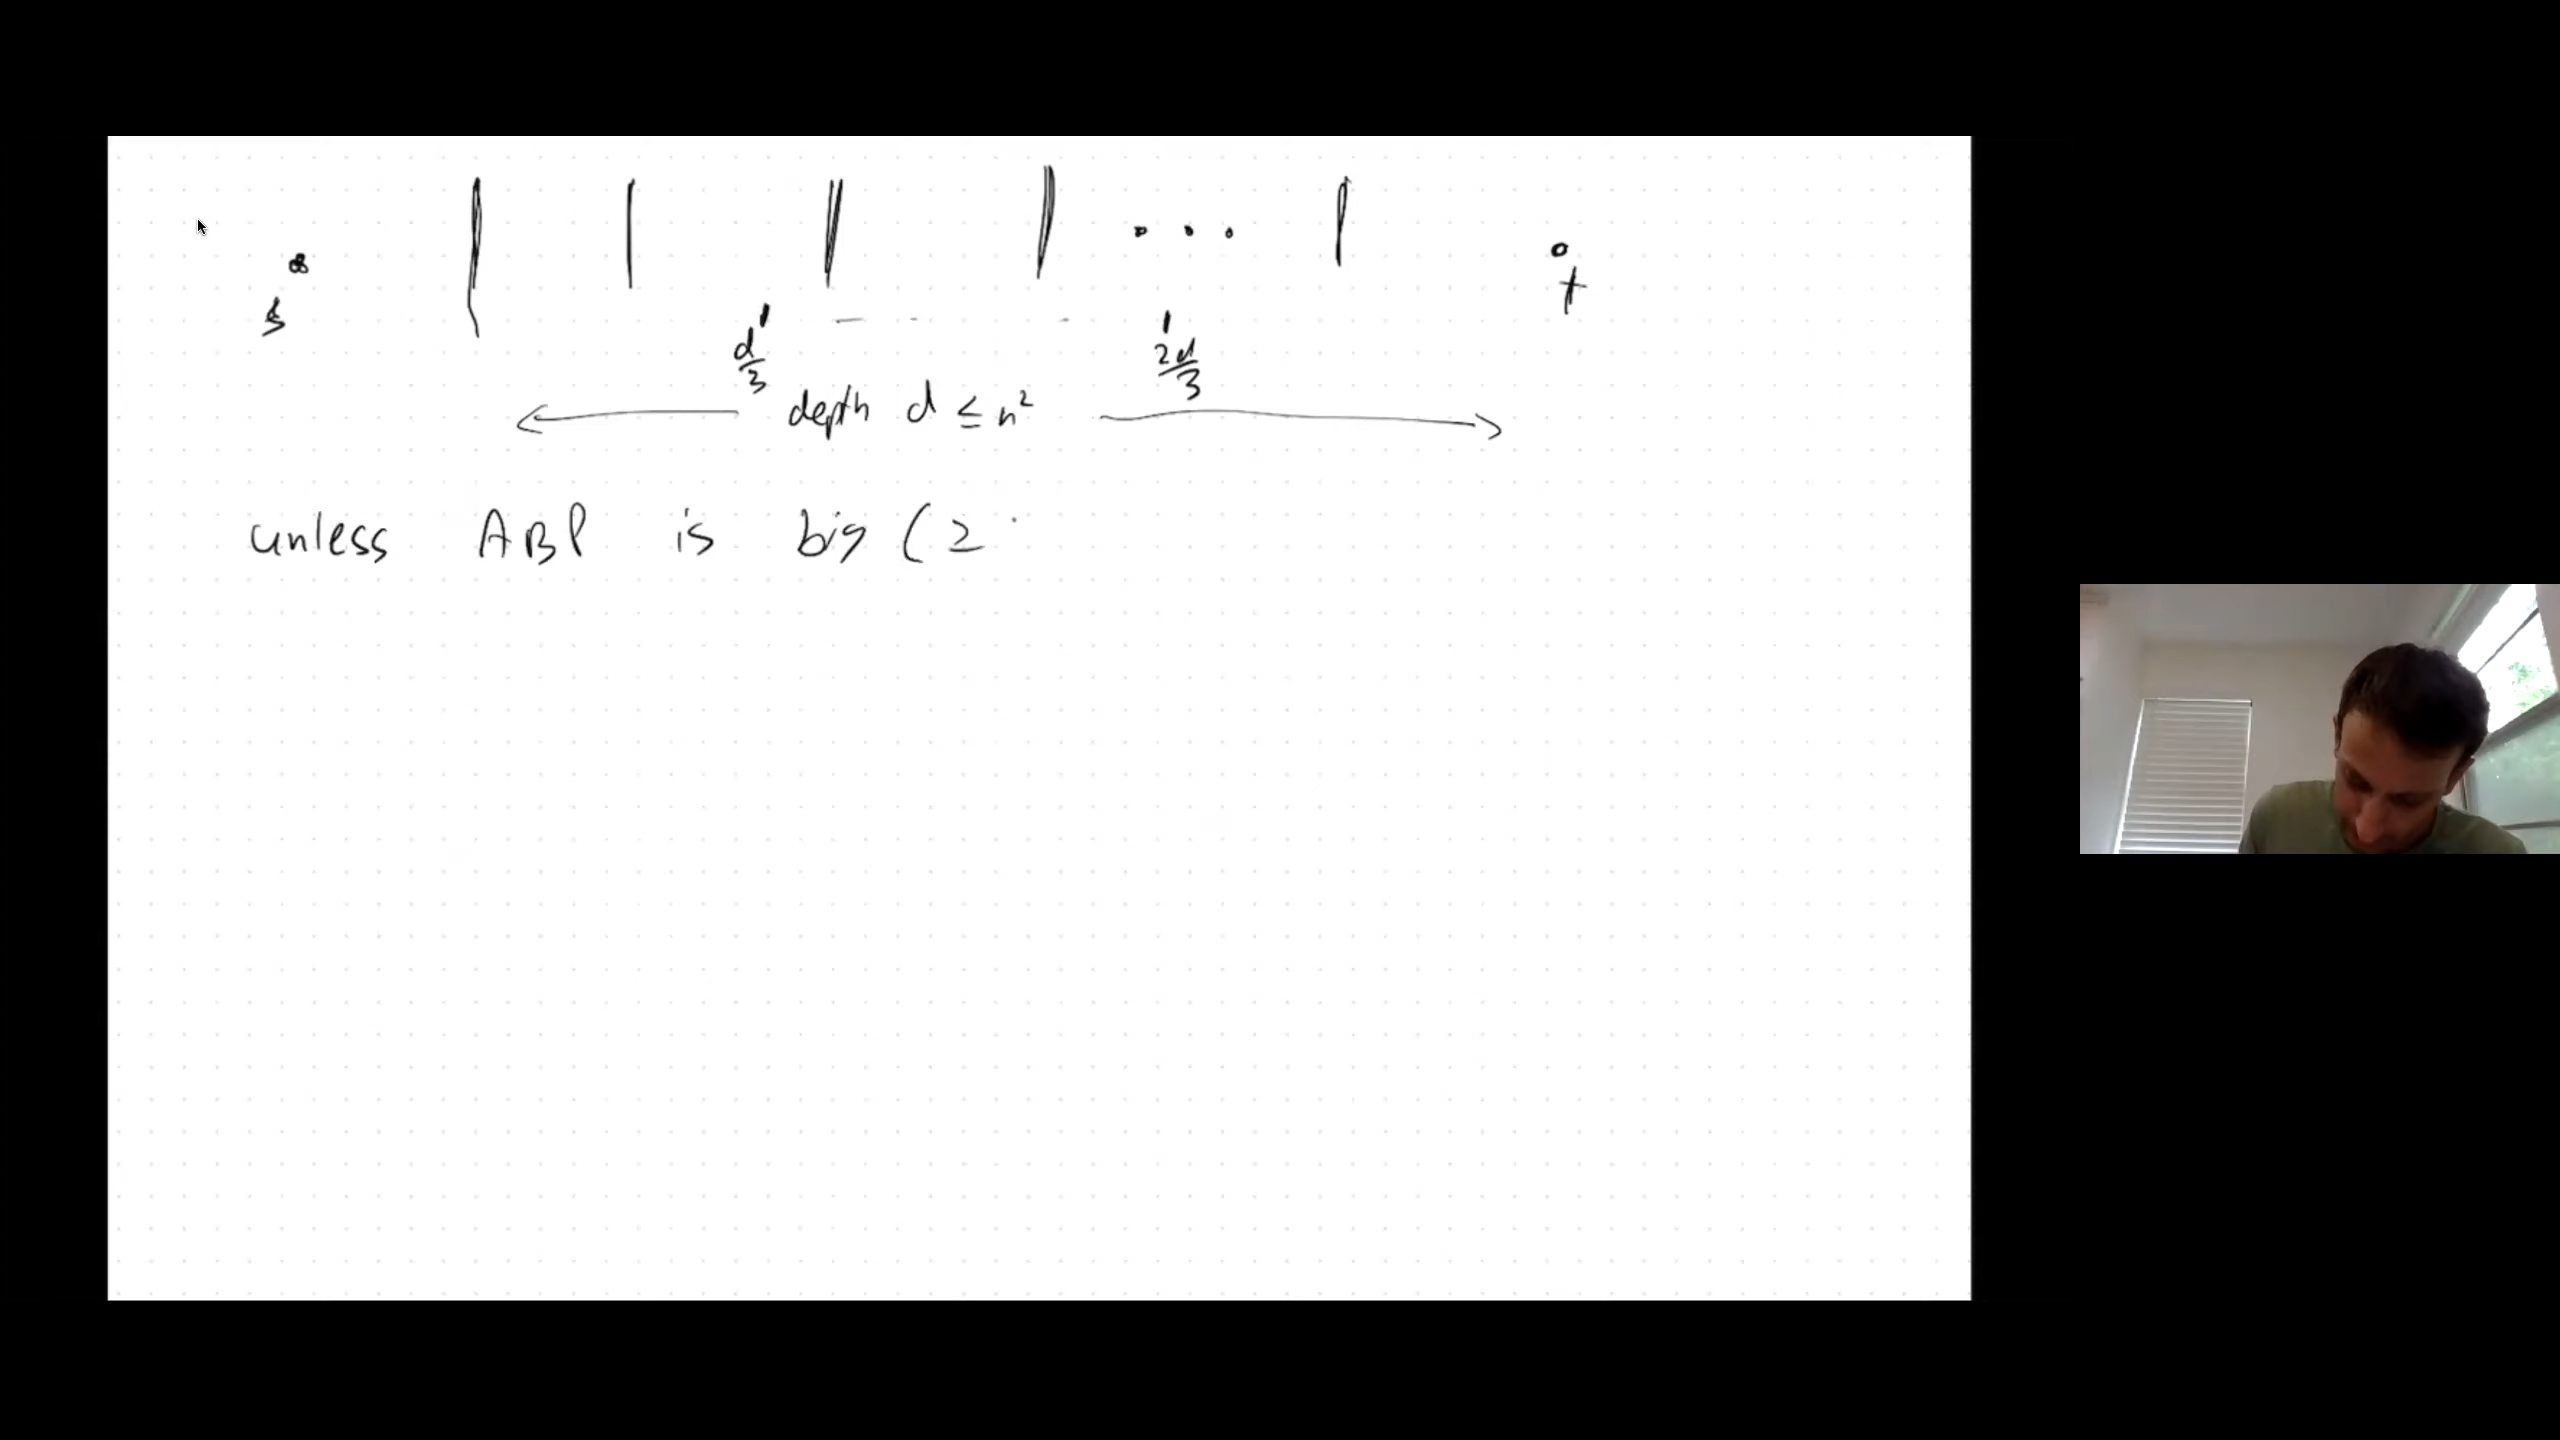 s t
d/3 2d/3
depth d ≤ n²
unless ABP is big (2